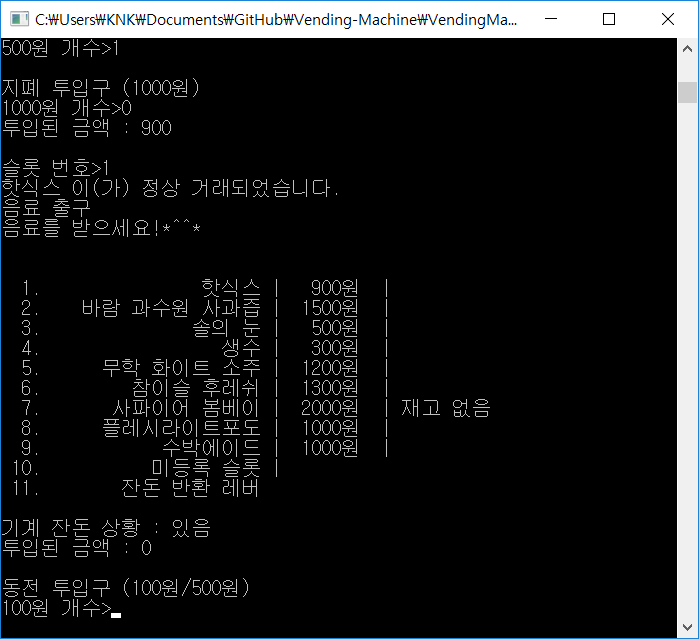 C:₩Users₩KNK₩Documents₩GitHub₩Vending-Machine₩VendingMa...
500원 개수>1
지폐 투입구 (1000원)
1000원 개수>0
투입된 금액 : 900
슬롯 번호>1
핫식스 이(가) 정상 거래되었습니다.
음료 출구
음료를 받으세요!*^^*
1. 핫식스 | 900원 |
2. 바람 과수원 사과즙 | 1500원 |
3. 솔의 눈 | 500원 |
4. 생수 | 300원 |
5. 무학 화이트 소주 | 1200원 |
6. 참이슬 후레쉬 | 1300원 |
7. 사파이어 봄베이 | 2000원 | 재고 없음
8. 플레시라이트포도 | 1000원 |
9. 수박에이드 | 1000원 |
10. 미등록 슬롯 |
11. 잔돈 반환 레버
기계 잔돈 상황 : 있음
투입된 금액 : 0
동전 투입구 (100원/500원)
100원 개수>